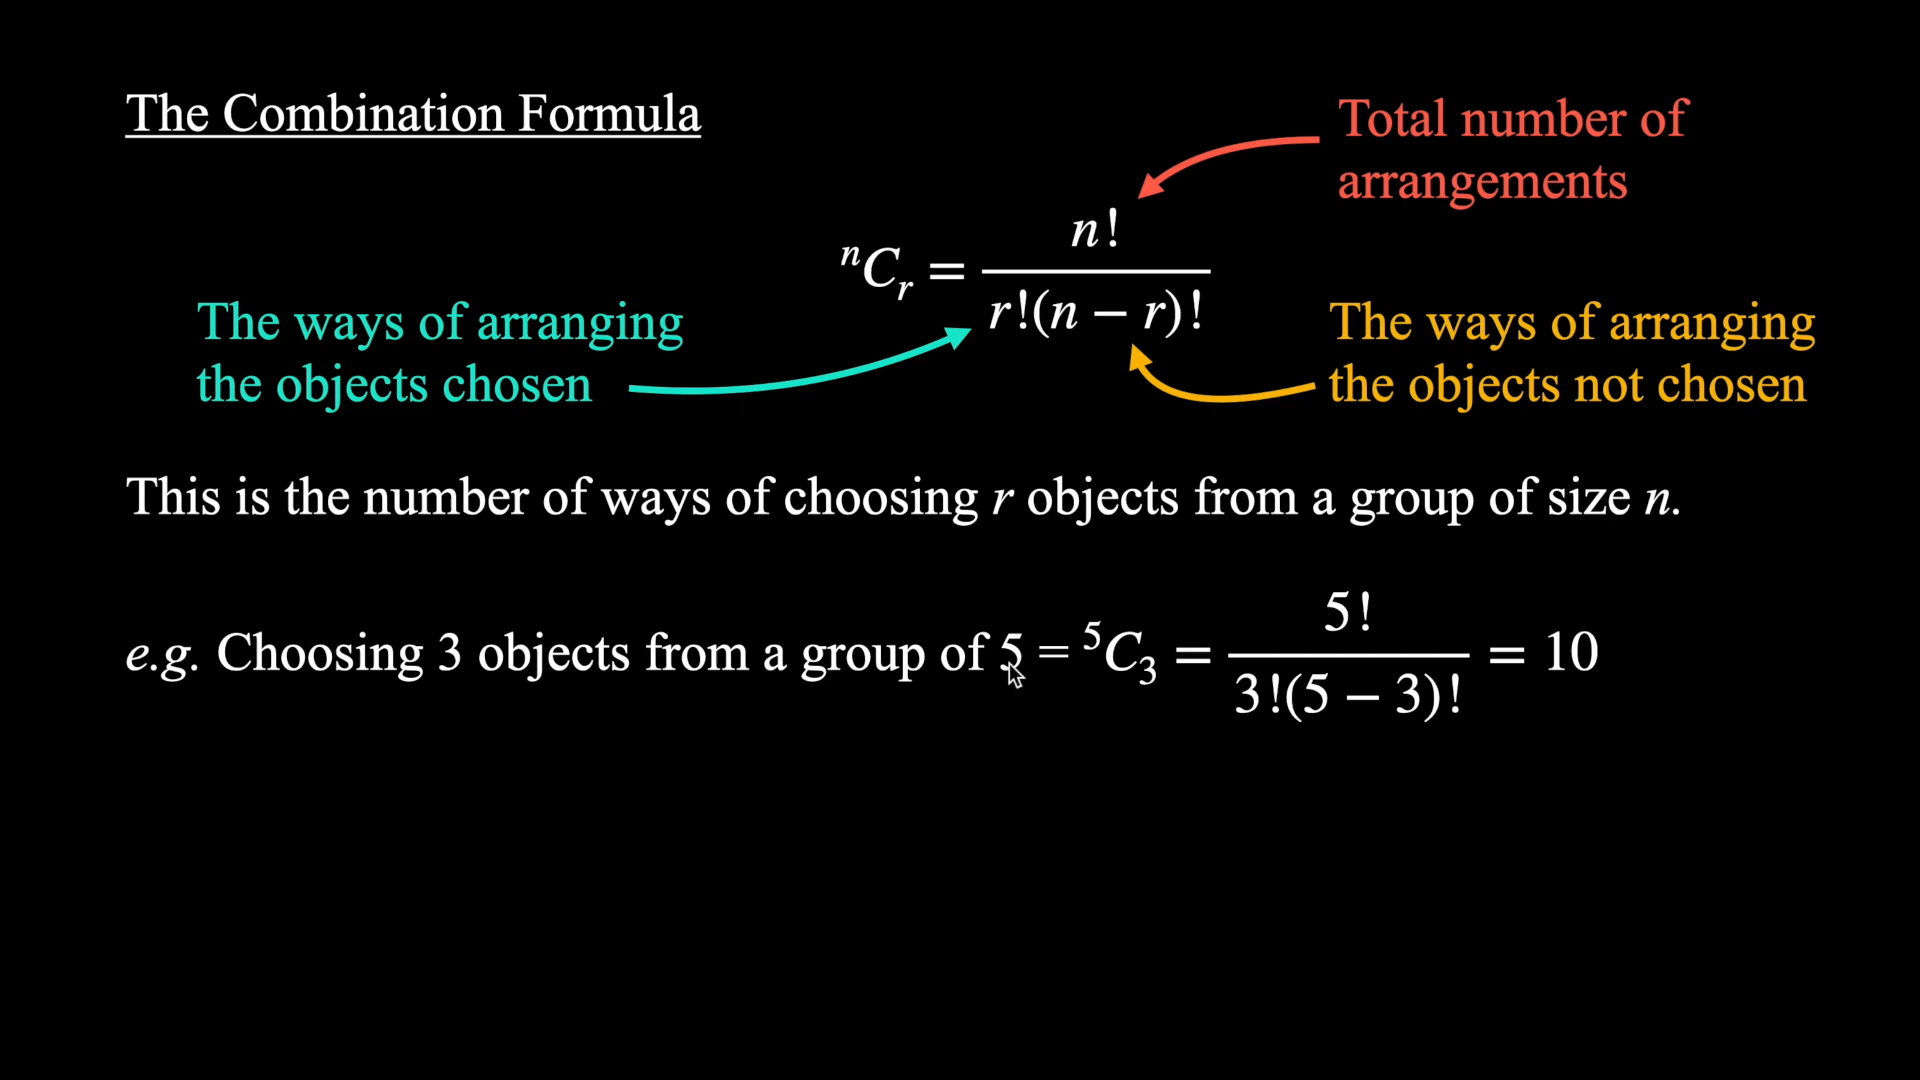 The Combination Formula
Total number of
arrangements
ⁿCᵣ = n! / r!(n − r)!
The ways of arranging
the objects chosen
The ways of arranging
the objects not chosen
This is the number of ways of choosing r objects from a group of size n.
e.g. Choosing 3 objects from a group of 5 = ⁵C₃ = 5! / 3!(5 − 3)! = 10